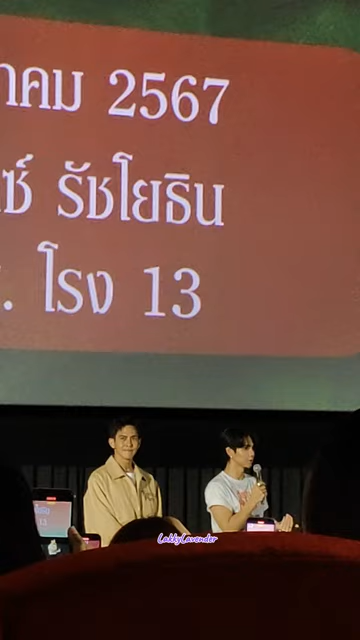 าคม 2567
ซ์ รัชโยธิน
. โรง 13
LakkyLavender